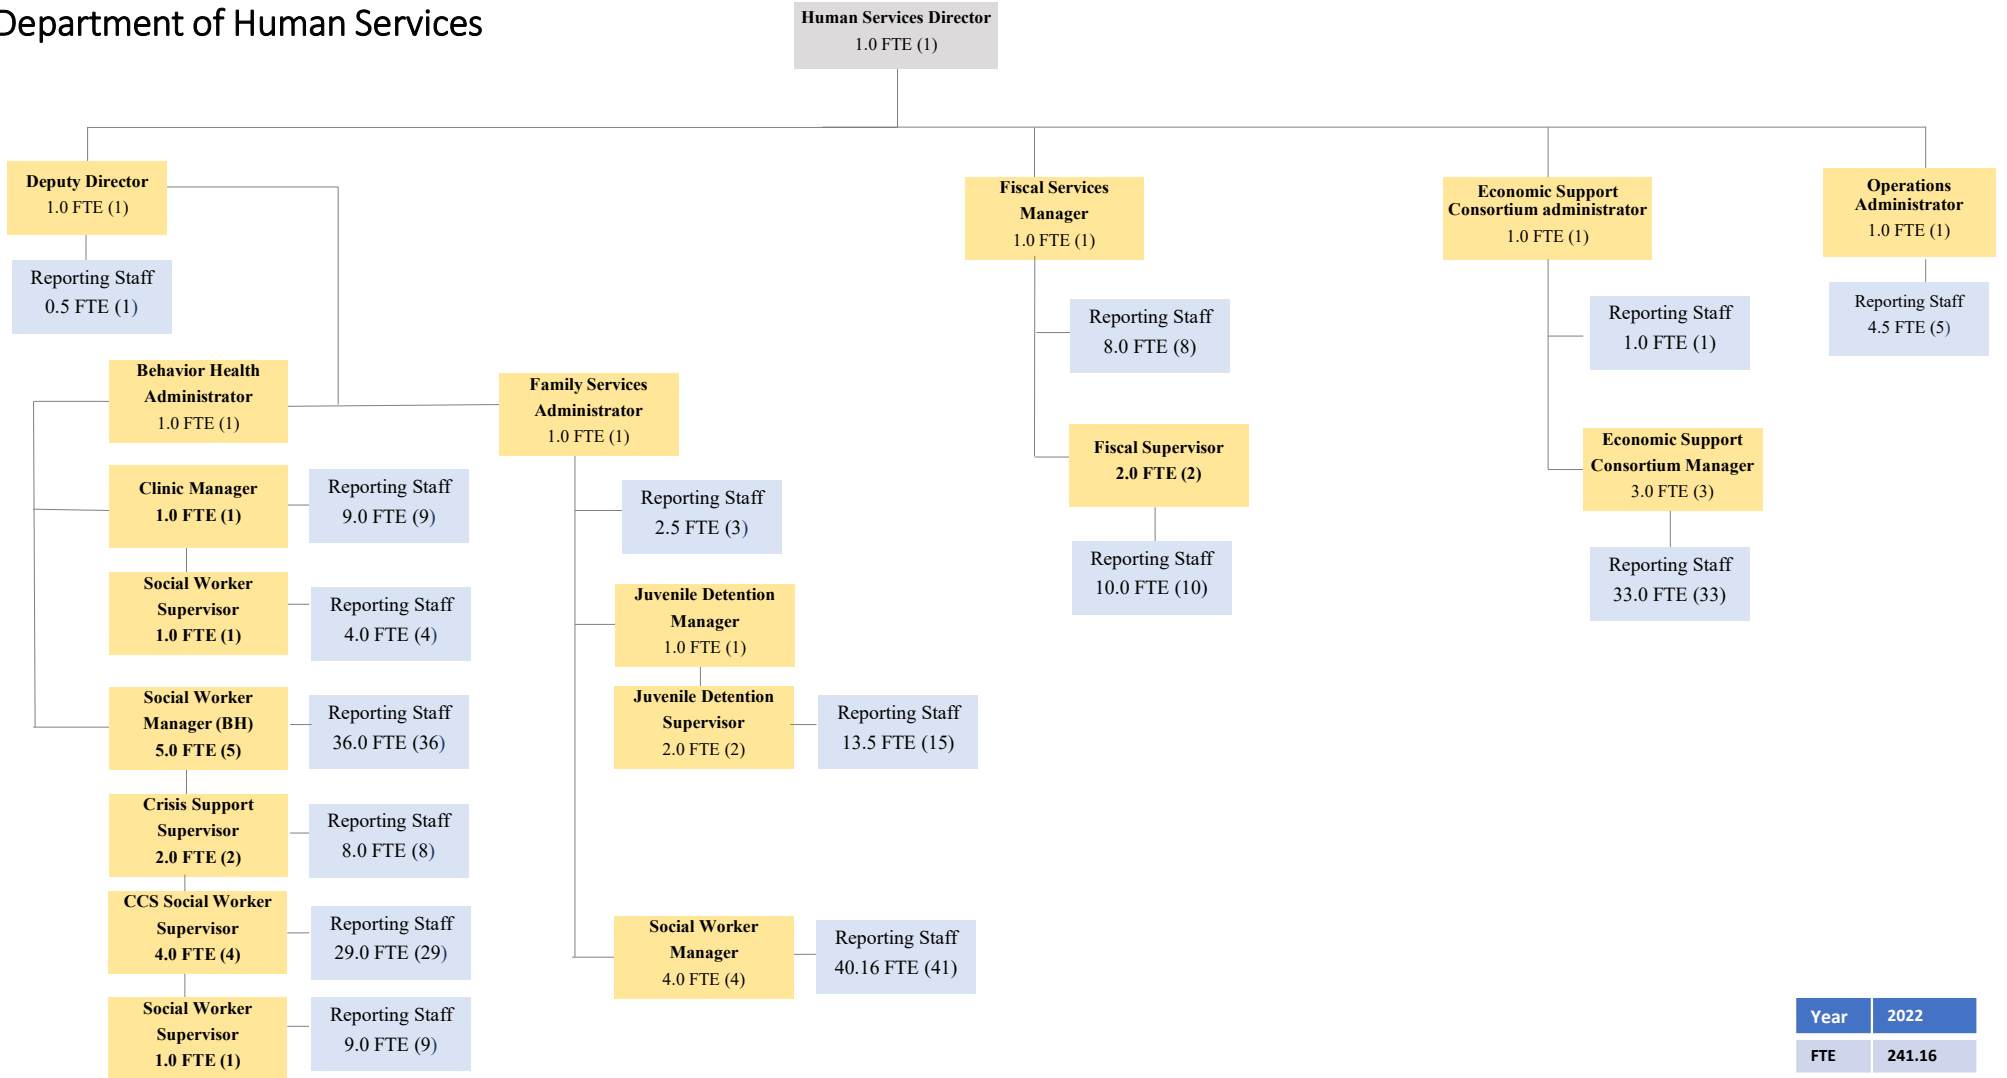 Department of Human Services
Human Services Director
1.0 FTE (1)
Deputy Director
1.0 FTE (1)
Reporting Staff
0.5 FTE (1)
Fiscal Services
Manager
1.0 FTE (1)
Economic Support
Consortium administrator
1.0 FTE (1)
Operations
Administrator
1.0 FTE (1)
Reporting Staff
8.0 FTE (8)
Reporting Staff
1.0 FTE (1)
Reporting Staff
4.5 FTE (5)
Behavior Health
Administrator
1.0 FTE (1)
Family Services
Administrator
1.0 FTE (1)
Fiscal Supervisor
2.0 FTE (2)
Economic Support
Consortium Manager
3.0 FTE (3)
Clinic Manager
1.0 FTE (1)
Reporting Staff
9.0 FTE (9)
Reporting Staff
2.5 FTE (3)
Reporting Staff
10.0 FTE (10)
Reporting Staff
33.0 FTE (33)
Social Worker
Supervisor
1.0 FTE (1)
Reporting Staff
4.0 FTE (4)
Juvenile Detention
Manager
1.0 FTE (1)
Social Worker
Manager (BH)
5.0 FTE (5)
Reporting Staff
36.0 FTE (36)
Juvenile Detention
Supervisor
2.0 FTE (2)
Reporting Staff
13.5 FTE (15)
Crisis Support
Supervisor
2.0 FTE (2)
Reporting Staff
8.0 FTE (8)
CCS Social Worker
Supervisor
4.0 FTE (4)
Reporting Staff
29.0 FTE (29)
Social Worker
Manager
4.0 FTE (4)
Reporting Staff
40.16 FTE (41)
Social Worker
Supervisor
1.0 FTE (1)
Reporting Staff
9.0 FTE (9)
Year 2022
FTE 241.16